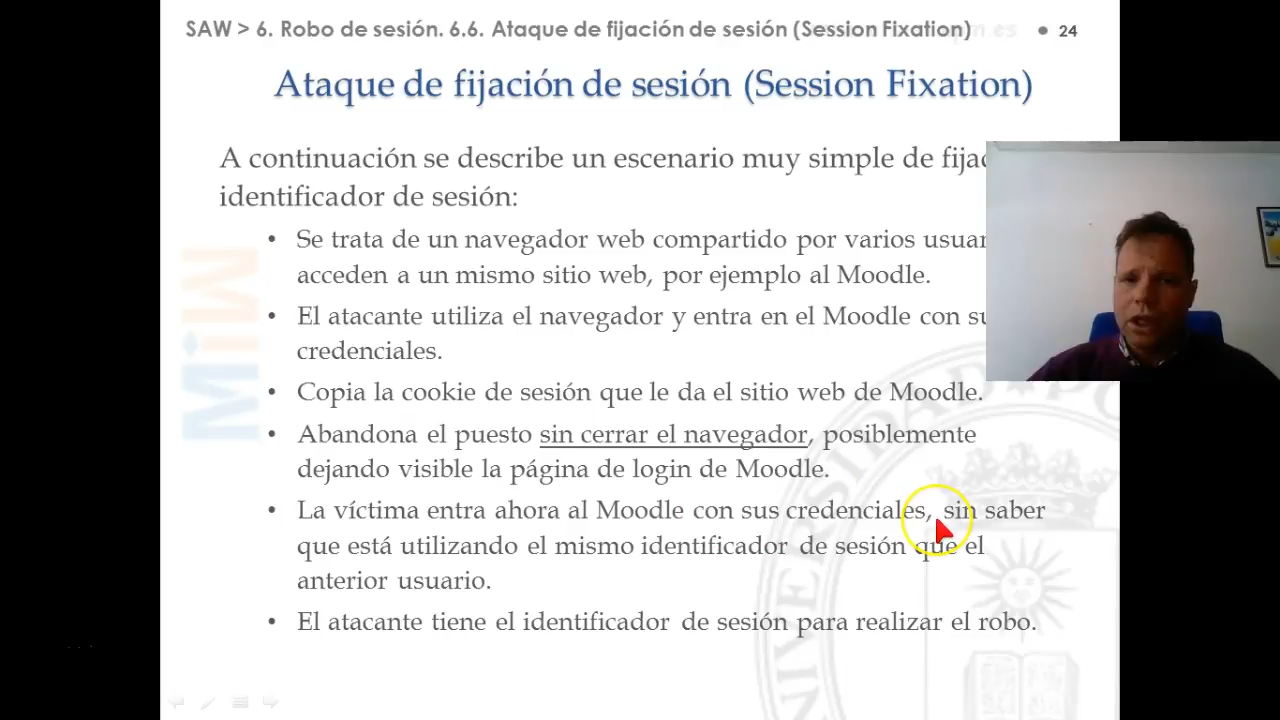 SAW > 6. Robo de sesión. 6.6. Ataque de fijación de sesión (Session Fixation)
24
Ataque de fijación de sesión (Session Fixation)
A continuación se describe un escenario muy simple de
identificador de sesión:
• Se trata de un navegador web compartido por varios
acceden a un mismo sitio web, por ejemplo al Moodle.
• El atacante utiliza el navegador y entra en el Moodle con
credenciales.
• Copia la cookie de sesión que le da el sitio web de Moodle.
• Abandona el puesto sin cerrar el navegador, posiblemente
dejando visible la página de login de Moodle.
• La víctima entra ahora al Moodle con sus credenciales, sin saber
que está utilizando el mismo identificador de sesión que el
anterior usuario.
• El atacante tiene el identificador de sesión para realizar el robo.
MiW